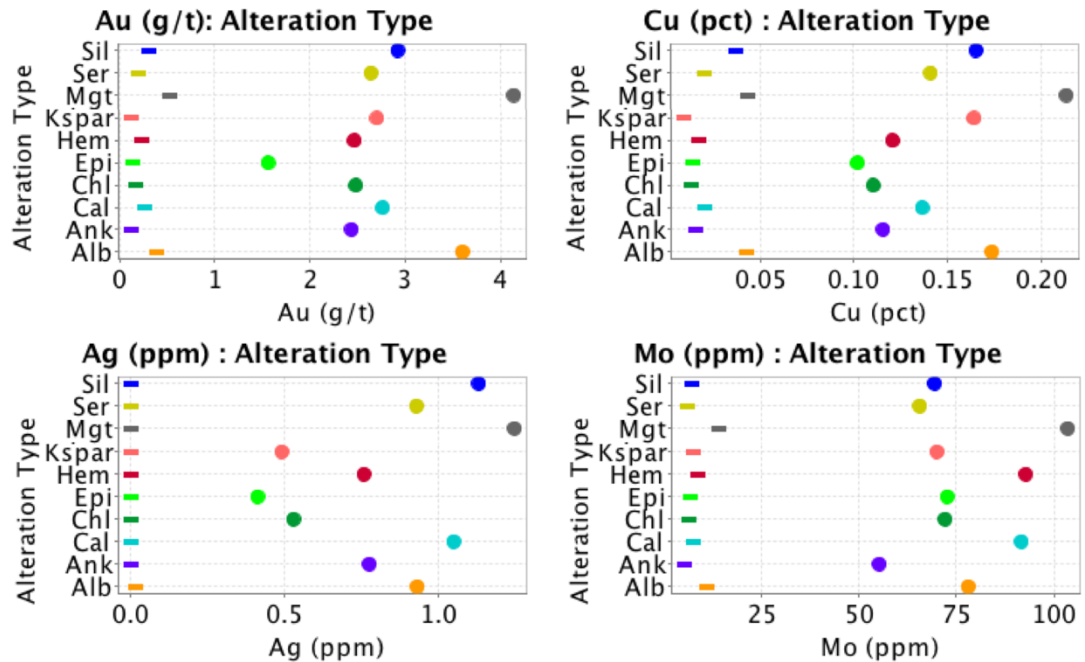 Au (g/t): Alteration Type
Alteration Type
Sil
Ser
Mgt
Kspar
Hem
Epi
Chl
Cal
Ank
Alb
0 1 2 3 4
Au (g/t)
Cu (pct) : Alteration Type
Alteration Type
Sil
Ser
Mgt
Kspar
Hem
Epi
Chl
Cal
Ank
Alb
0.05 0.10 0.15 0.20
Cu (pct)
Ag (ppm) : Alteration Type
Alteration Type
Sil
Ser
Mgt
Kspar
Hem
Epi
Chl
Cal
Ank
Alb
0.0 0.5 1.0
Ag (ppm)
Mo (ppm) : Alteration Type
Alteration Type
Sil
Ser
Mgt
Kspar
Hem
Epi
Chl
Cal
Ank
Alb
25 50 75 100
Mo (ppm)